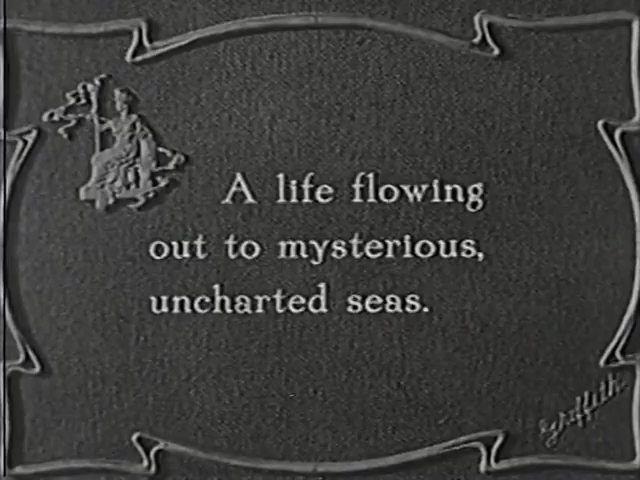 A life flowing
out to mysterious,
uncharted seas.
Griffith